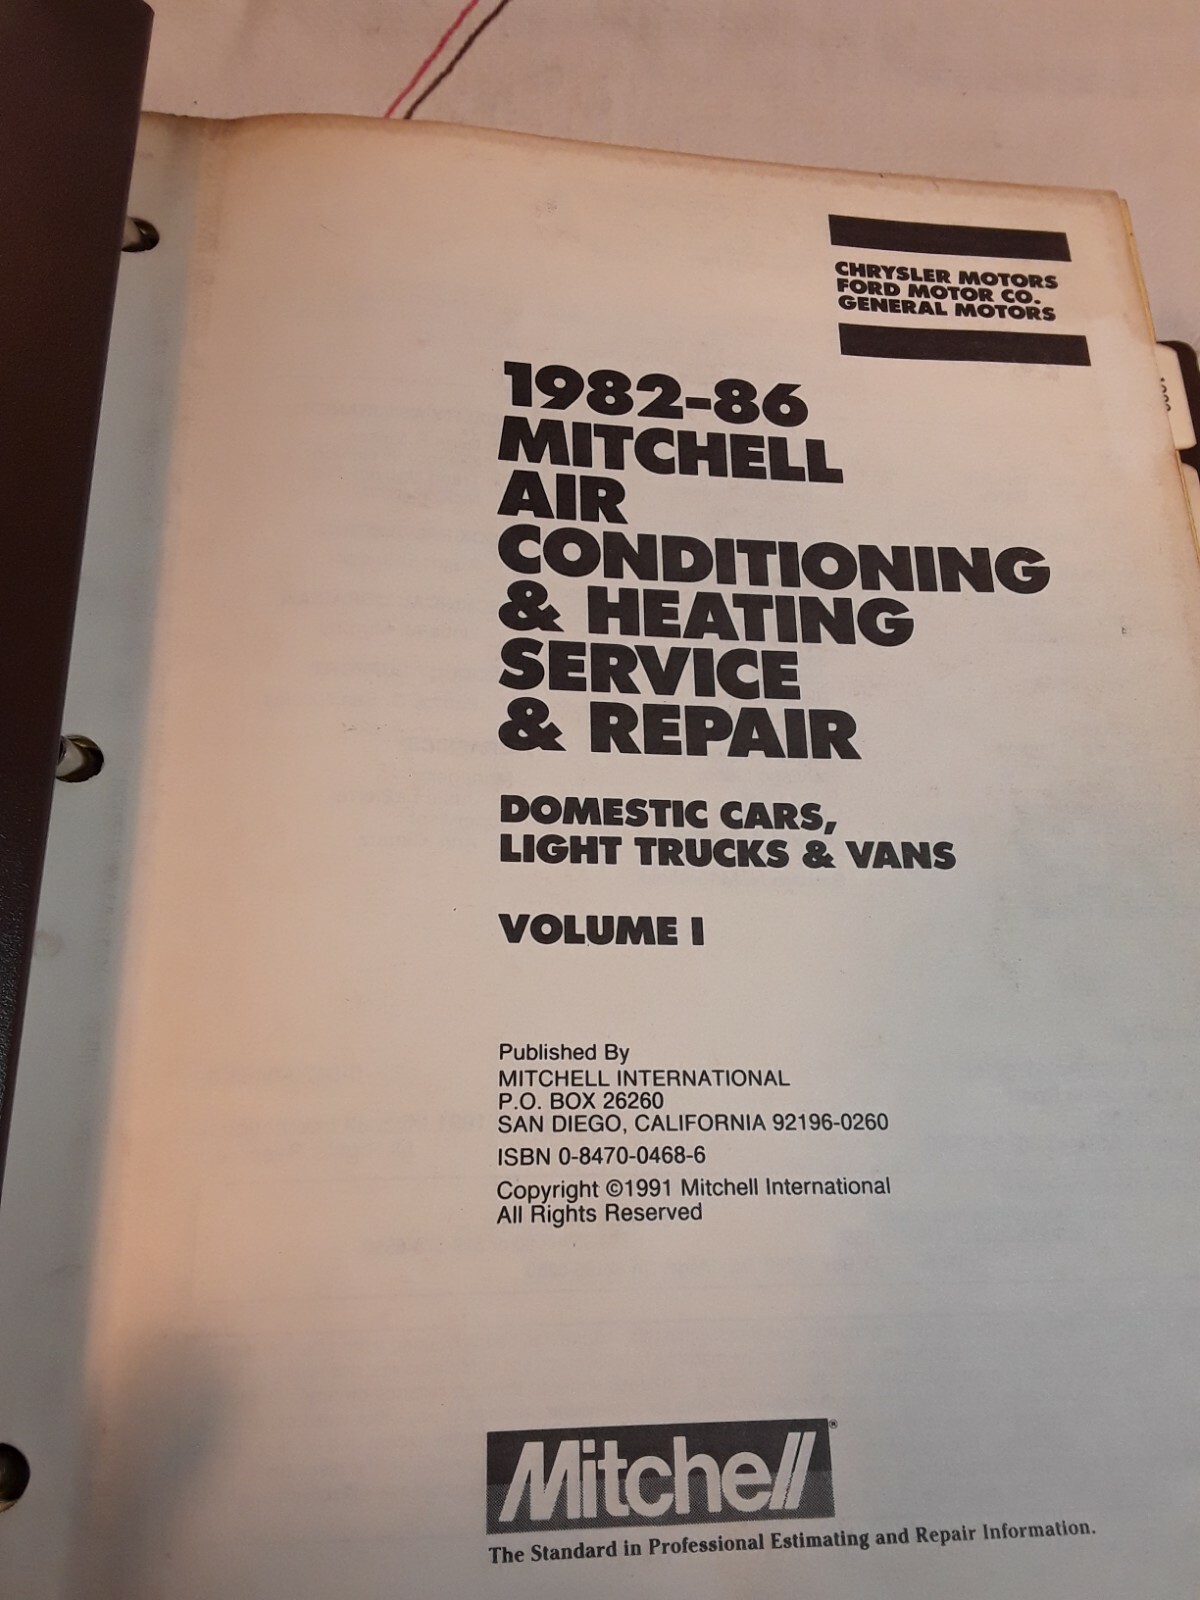 CHRYSLER MOTORS
FORD MOTOR CO.
GENERAL MOTORS
1982-86
MITCHELL
AIR
CONDITIONING
& HEATING
SERVICE
& REPAIR
DOMESTIC CARS,
LIGHT TRUCKS & VANS
VOLUME I
Published By
MITCHELL INTERNATIONAL
P.O. BOX 26260
SAN DIEGO, CALIFORNIA 92196-0260
ISBN 0-8470-0468-6
Copyright ©1991 Mitchell International
All Rights Reserved
Mitchell®
The Standard in Professional Estimating and Repair Information.